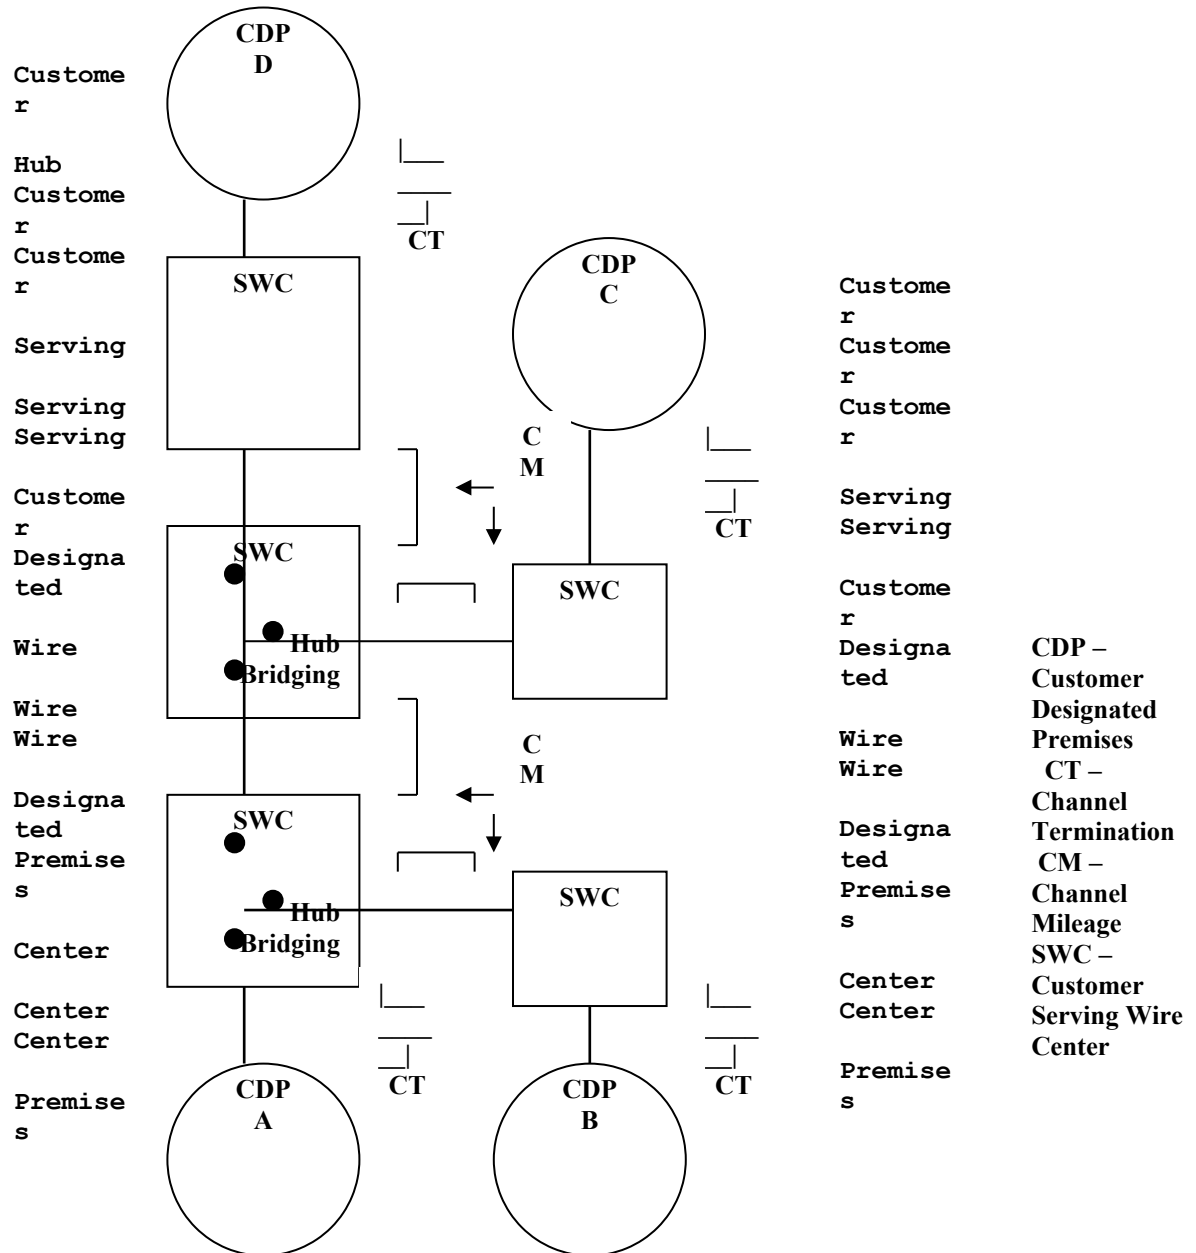 CDP
D
Custome
r
Hub
Custome
r
CT
Custome
r
SWC
CDP
C
Custome
r
Serving
Custome
r
Serving
Custome
r
Serving
C
M
Custome
r
CT
Serving
Serving
Designa
ted
SWC
SWC
Custome
r
Wire
Hub
Bridging
Designa
ted
Wire
Wire
C
M
Wire
Wire
Designa
ted
SWC
Designa
ted
Premise
s
SWC
Premise
s
Hub
Bridging
Center
Center
Center
Center
Center
CT
CT
Premise
s
Premise
s
CDP
A
CDP
B
CDP –
Customer
Designated
Premises
CT –
Channel
Termination
CM –
Channel
Mileage
SWC –
Customer
Serving Wire
Center